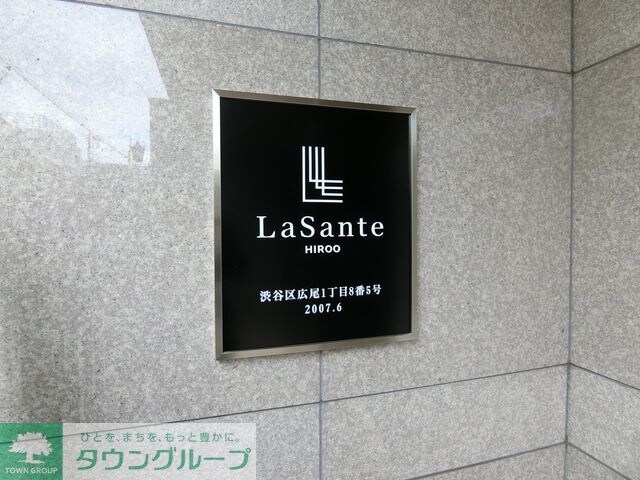 LaSante
HIROO
渋谷区広尾1丁目8番5号
2007.6
ひとを、まちを、もっと豊かに。
タウングループ
TOWN GROUP